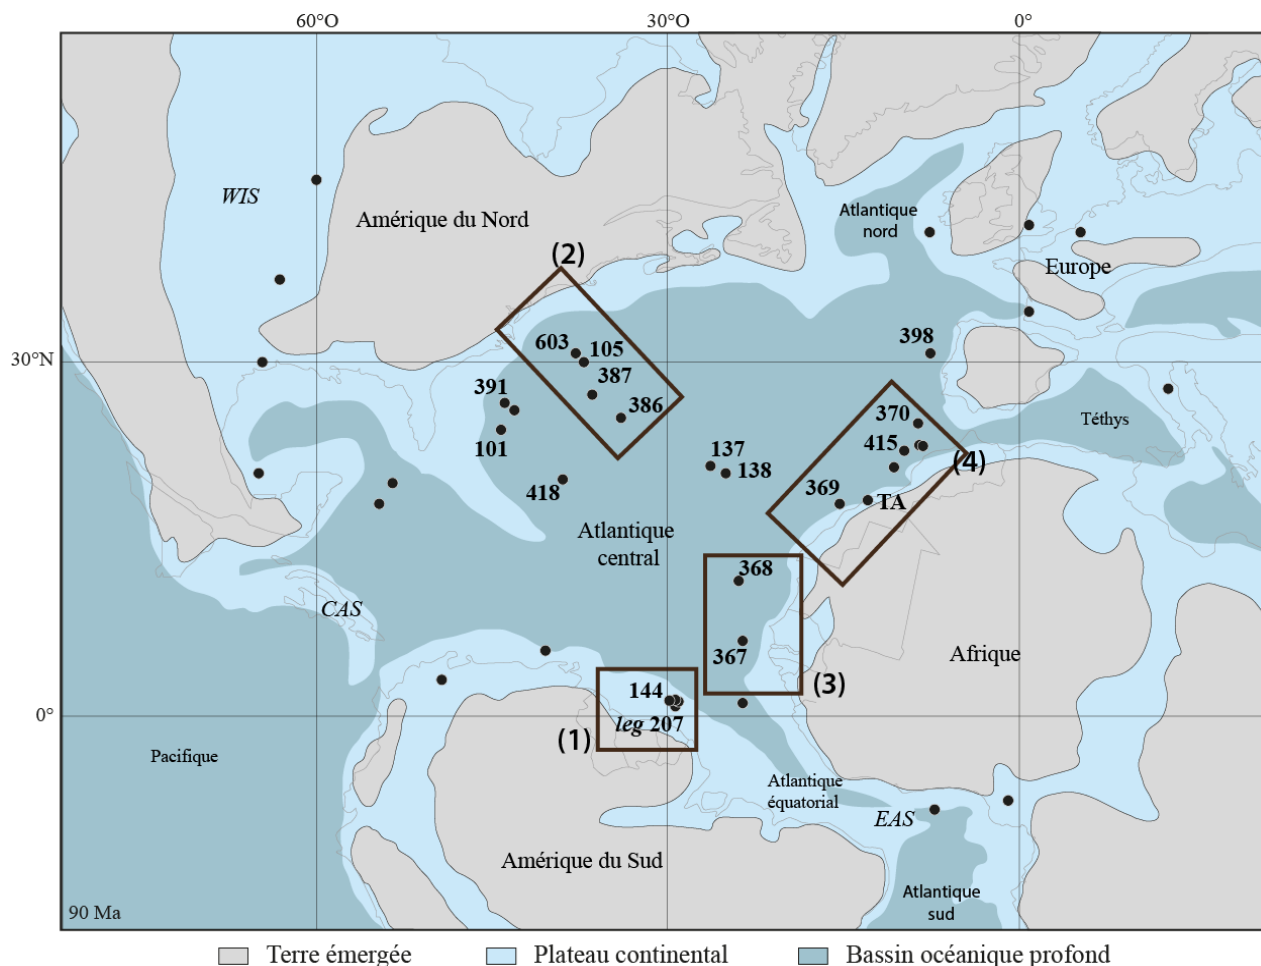 60°O
30°O
0°
WIS
Amérique du Nord
Atlantique
nord
Europe
(2)
30°N
603
105
387
386
391
101
398
370
415
(4)
Téthys
137
138
418
369
TA
Atlantique
central
368
CAS
367
Afrique
(3)
144
leg 207
(1)
0°
Pacifique
Atlantique
équatorial
EAS
Amérique du Sud
Atlantique
sud
90 Ma
Terre émergée
Plateau continental
Bassin océanique profond